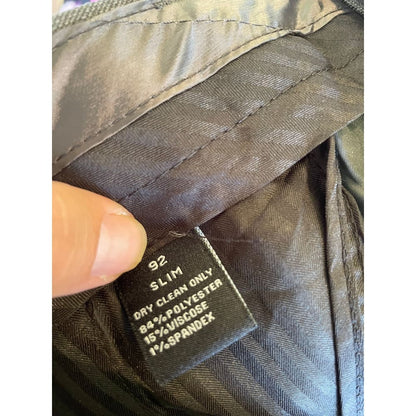 92
SLIM
DRY CLEAN ONLY
84%POLYESTER
15%VISCOSE
1%SPANDEX